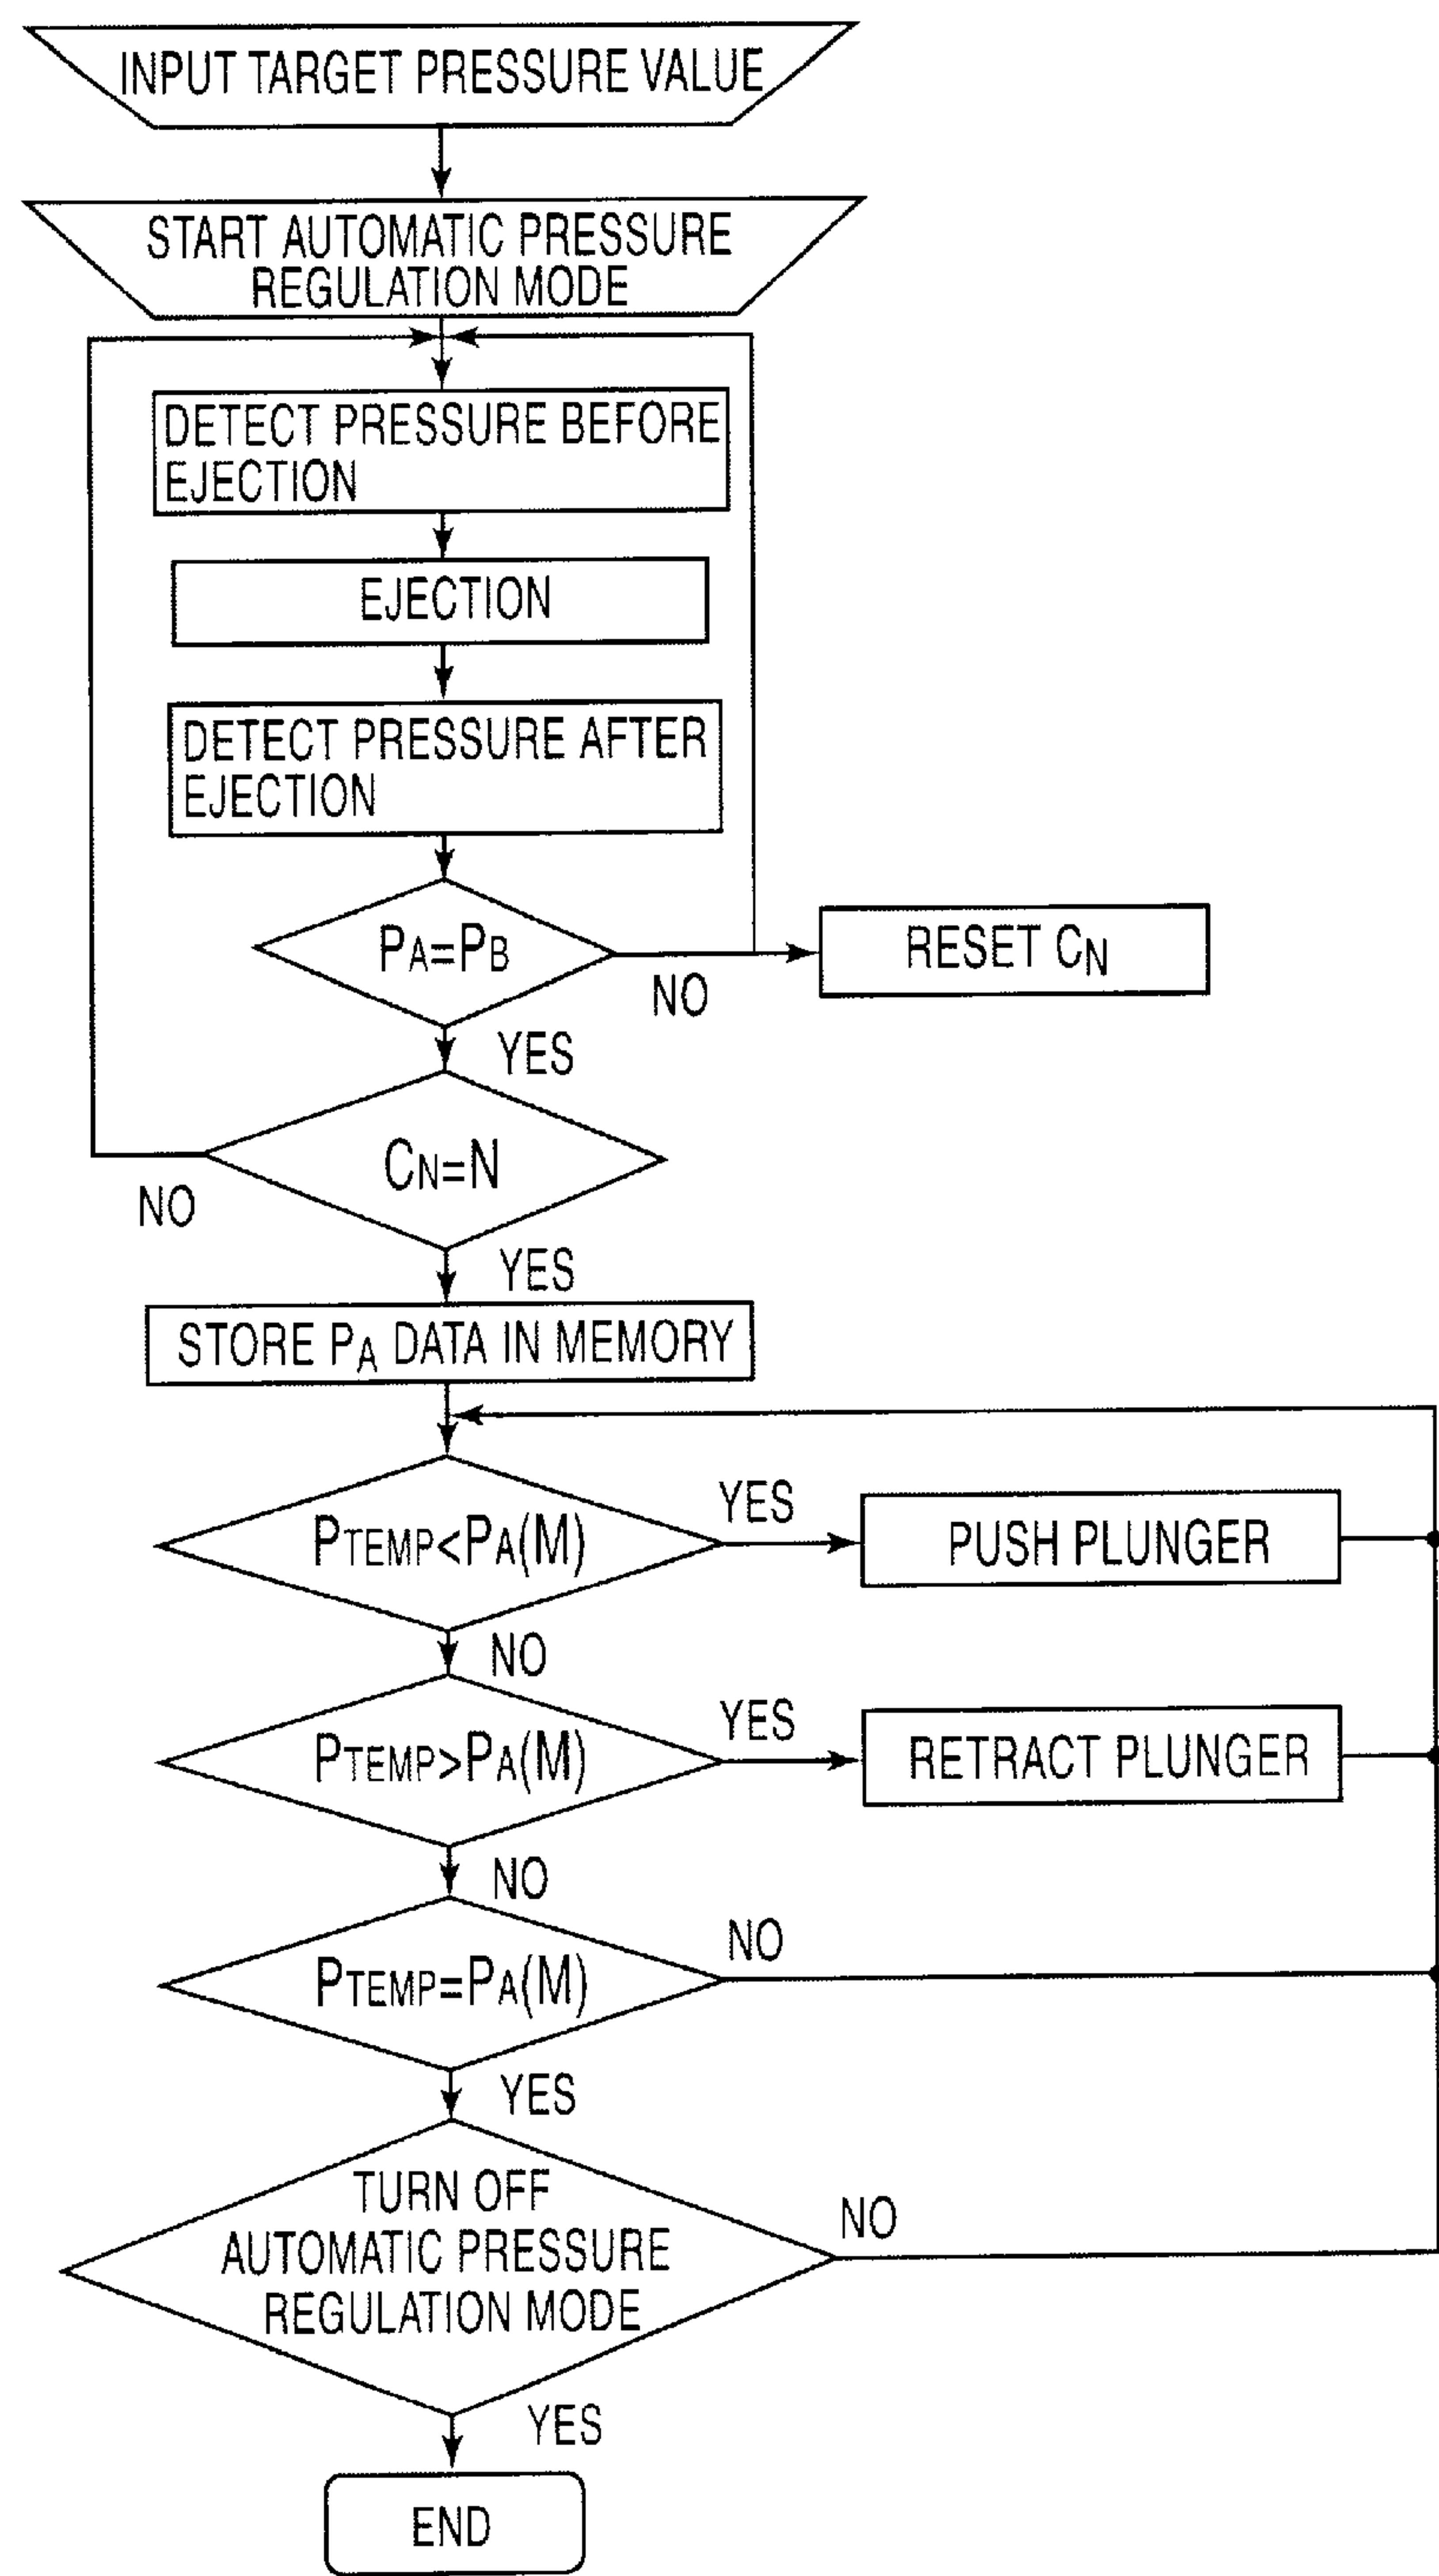 INPUT TARGET PRESSURE VALUE
START AUTOMATIC PRESSURE
REGULATION MODE
DETECT PRESSURE BEFORE
EJECTION
EJECTION
DETECT PRESSURE AFTER
EJECTION
PA=PB
NO
RESET CN
YES
CN=N
NO
YES
STORE PA DATA IN MEMORY
PTEMP<PA(M)
YES
PUSH PLUNGER
NO
PTEMP>PA(M)
YES
RETRACT PLUNGER
NO
PTEMP=PA(M)
NO
YES
TURN OFF
AUTOMATIC PRESSURE
REGULATION MODE
NO
YES
END